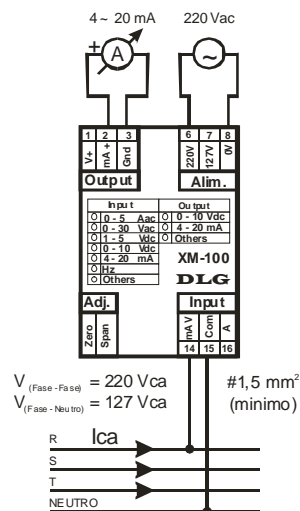 4 ~ 20 mA
220 Vac
+
A
~
1 2 3
6 7 8
V+ mA + Gnd
220V 127V 0V
Output
Alim.
Input
Output
0 - 5 Aac
0 - 30 Vac
1 - 5 Vdc
0 - 10 Vdc
4 - 20 mA
Hz
Others
0 - 10 Vdc
4 - 20 mA
Others
XM-100
DLG
Adj.
Input
Zero Span
mA V Com A
14 15 16
V (Fase - Fase) = 220 Vca
V(Fase - Neutro) = 127 Vca
#1,5 mm²
(minimo)
R Ica
S
T
NEUTRO